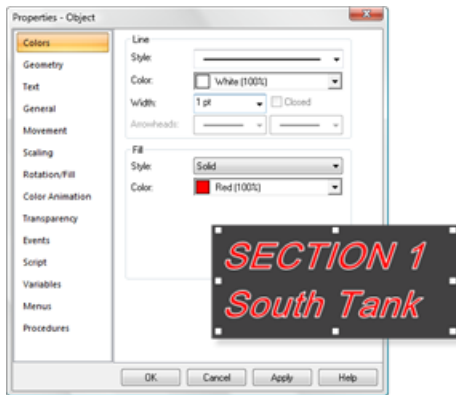 Properties - Object
Colors
Geometry
Text
General
Movement
Scaling
Rotation/Fill
Color Animation
Transparency
Events
Script
Variables
Menus
Procedures
Line
Style:
Color: White (100%)
Width: 1 pt Closed
Arrowheads:
Fill
Style: Solid
Color: Red (100%)
SECTION 1
South Tank
OK Cancel Apply Help